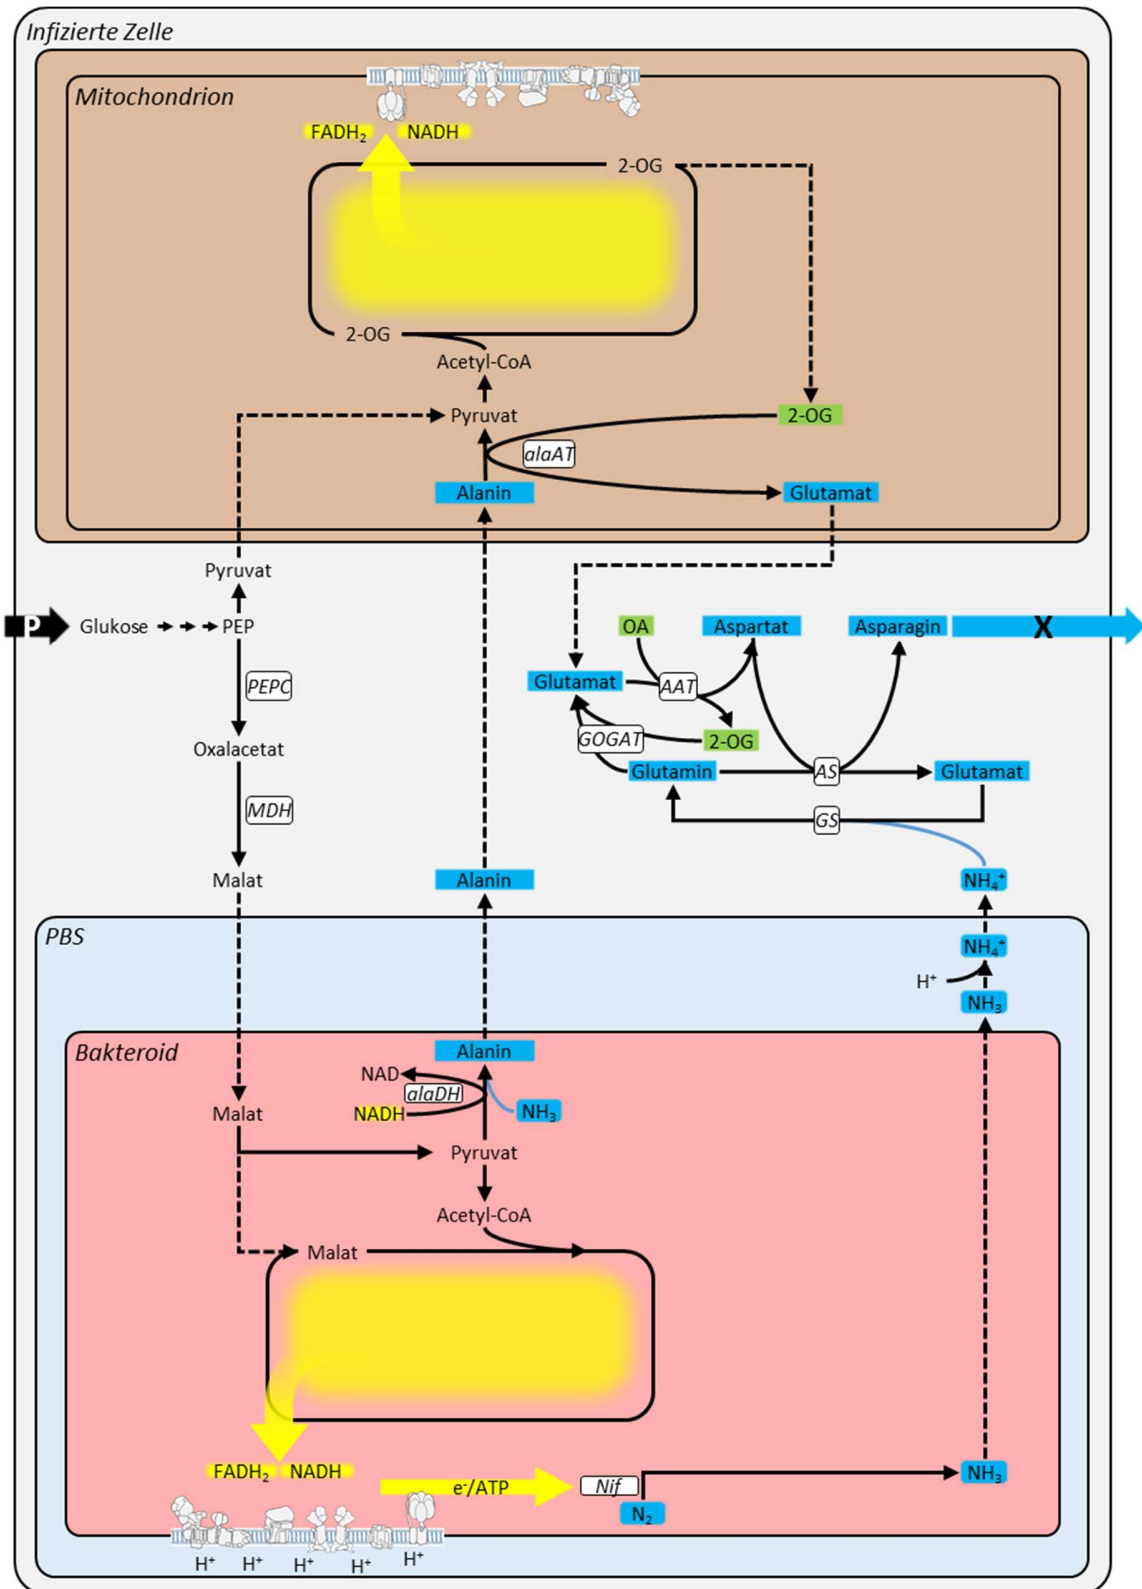 Infizierte Zelle
Mitochondrion
FADH₂ NADH
2-OG
2-OG
Acetyl-CoA
Pyruvat
2-OG
alaAT
Alanin
Glutamat
Pyruvat
P Glukose PEP
OA Aspartat Asparagin X
PEPC
Glutamat AAT
GOGAT 2-OG
Oxalacetat
Glutamin AS Glutamat
MDH
GS
Malat
Alanin
NH₄⁺
PBS
NH₄⁺
H⁺
NH₃
Bakteroid
Alanin
NAD
alaDH
Malat
NADH
NH₃
Pyruvat
Acetyl-CoA
Malat
FADH₂ NADH
e⁻/ATP
Nif
NH₃
N₂
H⁺ H⁺ H⁺ H⁺ H⁺